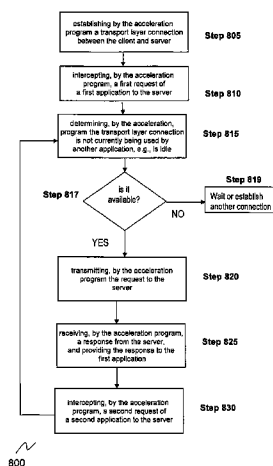 establishing by the acceleration
program a transport layer connection
between the client and server
Step 805
intercepting, by the acceleration
program, a first request of
a first application to the server
Step 810
determining, by the acceleration,
program the transport layer connection
is not currently being used by
another application, e.g., is idle
Step 815
Step 817
is it
available?
Step 819
Wait or establish
another connection
NO
YES
transmitting, by the acceleration
program the request to the
server
Step 820
receiving, by the acceleration program,
a response from the server,
and providing the response to the
first application
Step 825
intercepting, by the acceleration
program, a second request of
a second application to the server
Step 830
800